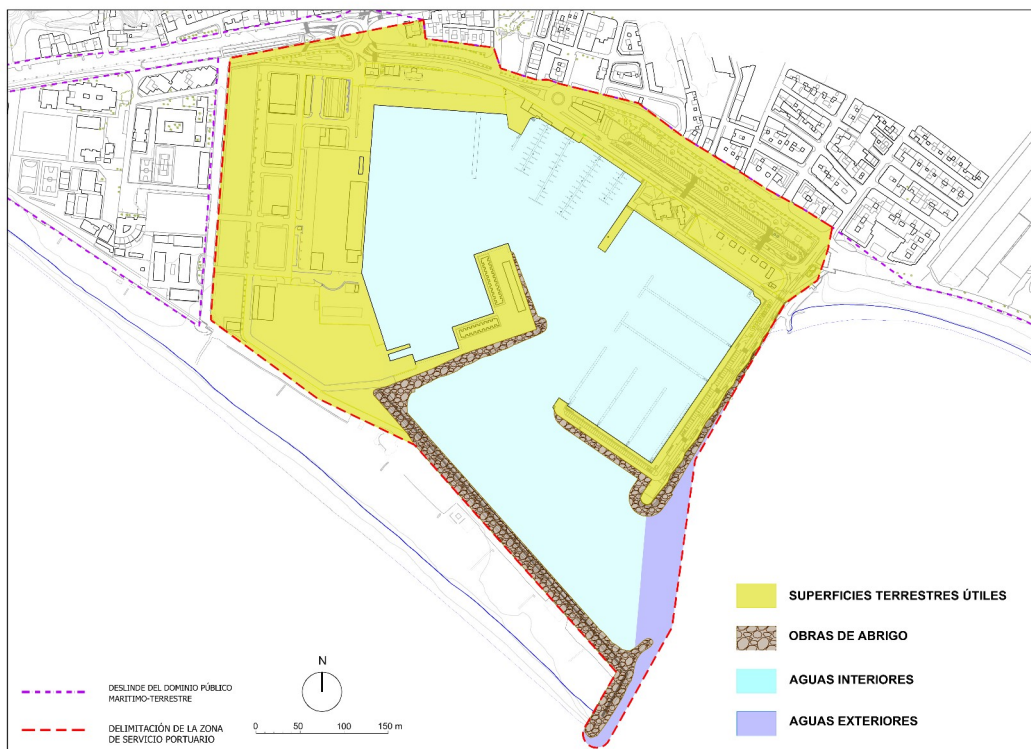 SUPERFICIES TERRESTRES ÚTILES
OBRAS DE ABRIGO
AGUAS INTERIORES
AGUAS EXTERIORES
DESLINDE DEL DOMINIO PÚBLICO
MARITIMO-TERRESTRE
DELIMITACIÓN DE LA ZONA
DE SERVICIO PORTUARIO
N
0 50 100 150 m